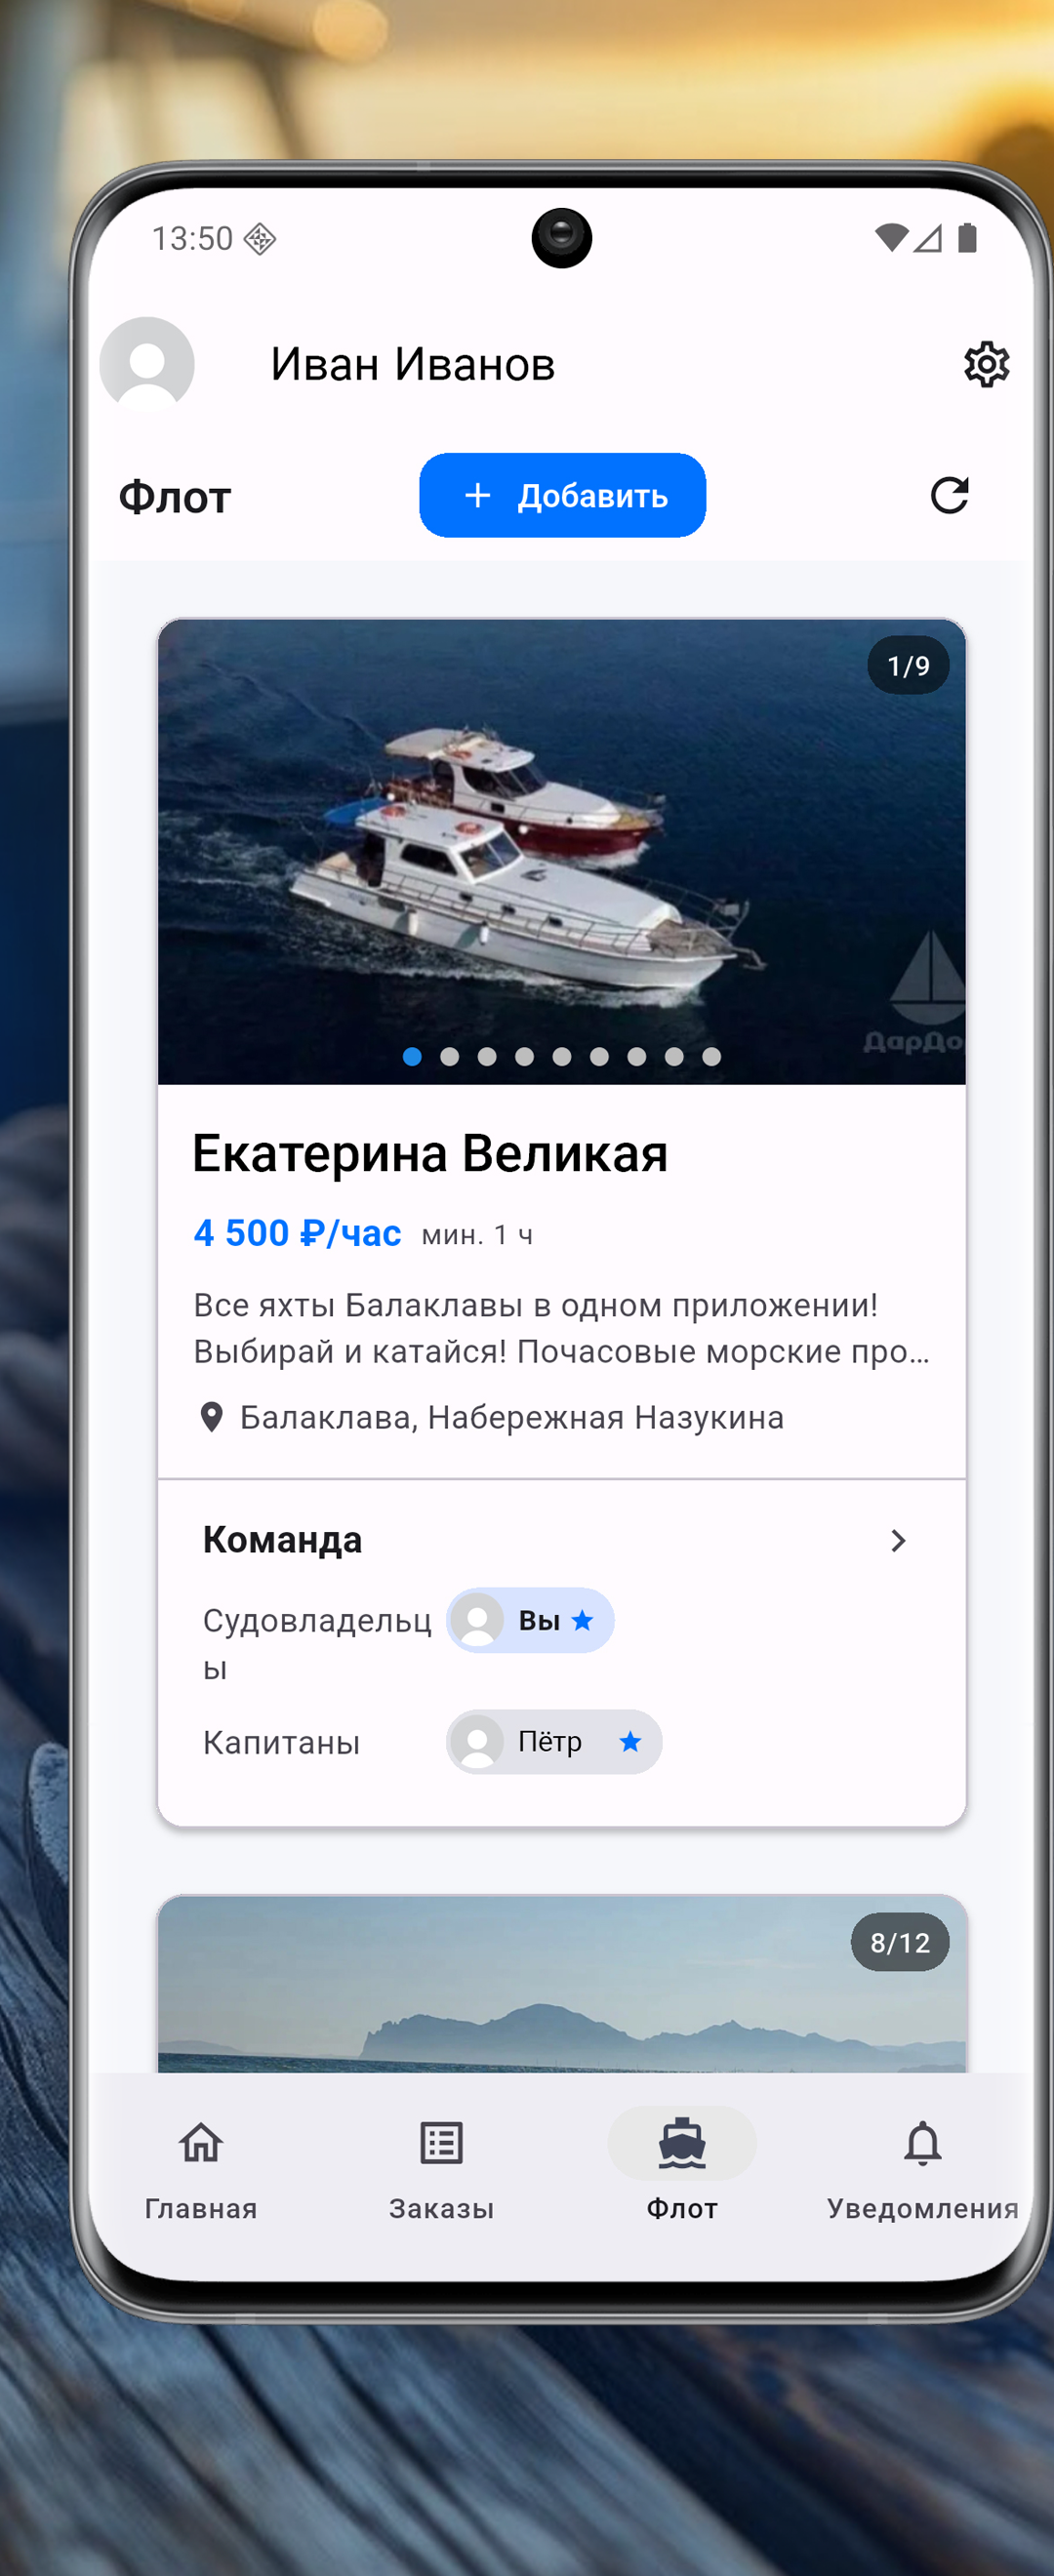 13:50
Иван Иванов
Флот
+ Добавить
1/9
ДарДо
Екатерина Великая
4 500 ₽/час мин. 1 ч
Все яхты Балаклавы в одном приложении!
Выбирай и катайся! Почасовые морские про...
Балаклава, Набережная Назукина
Команда
Судовладельц
ы
Вы
Капитаны
Пётр
8/12
Главная
Заказы
Флот
Уведомления